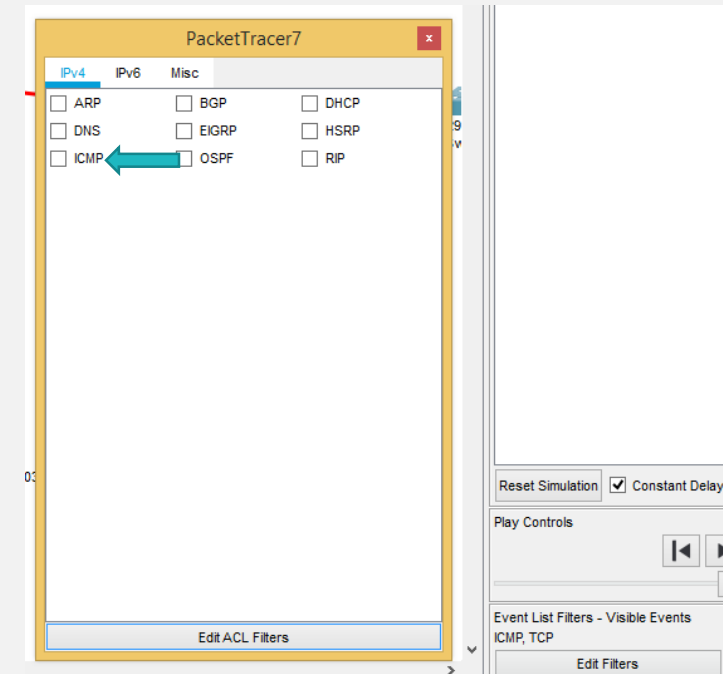 PacketTracer7
x
IPv4 IPv6 Misc
ARP BGP DHCP
DNS EIGRP HSRP
ICMP OSPF RIP
Edit ACL Filters
Reset Simulation Constant Delay
Play Controls
Event List Filters - Visible Events
ICMP, TCP
Edit Filters